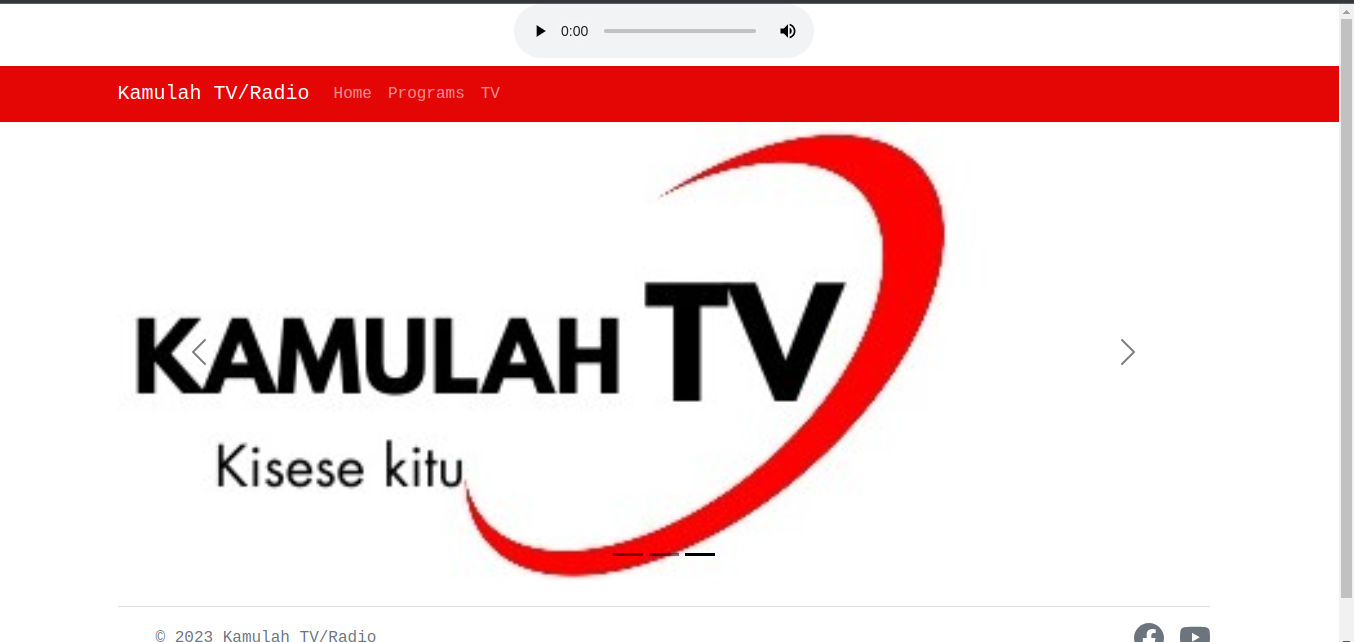 0:00
Kamulah TV/Radio Home Programs TV
KAMULAH TV
Kisese kitu
© 2023 Kamulah TV/Radio